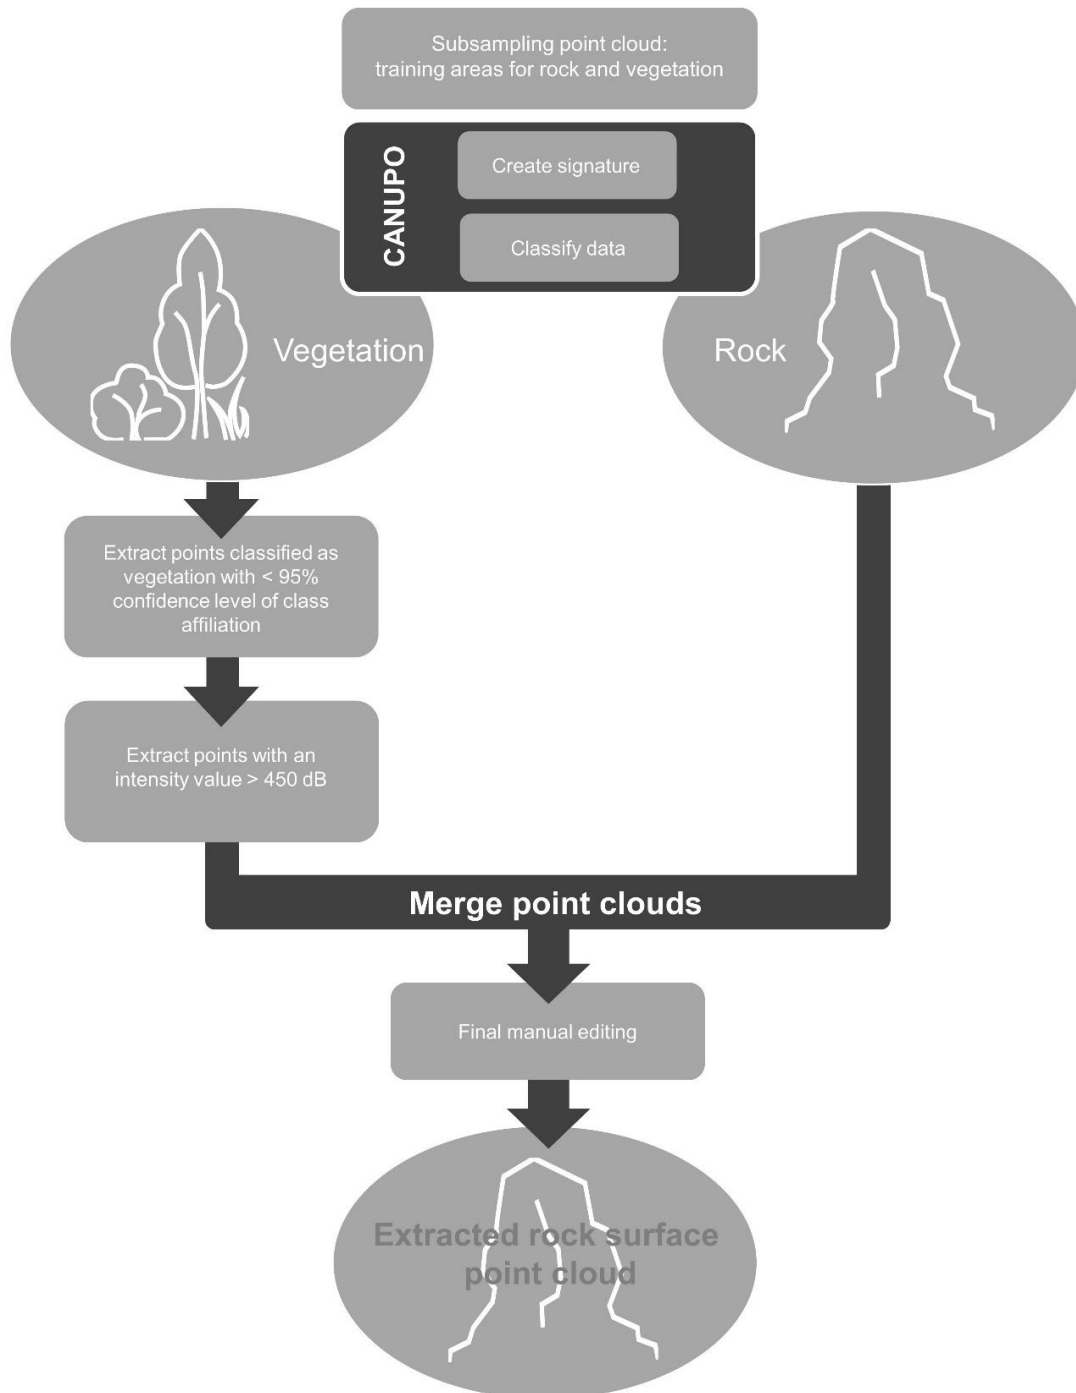 Subsampling point cloud:
training areas for rock and vegetation
CANUPO
Create signature
Classify data
Vegetation
Rock
Extract points classified as
vegetation with < 95%
confidence level of class
affiliation
Extract points with an
intensity value > 450 dB
Merge point clouds
Final manual editing
Extracted rock surface
point cloud